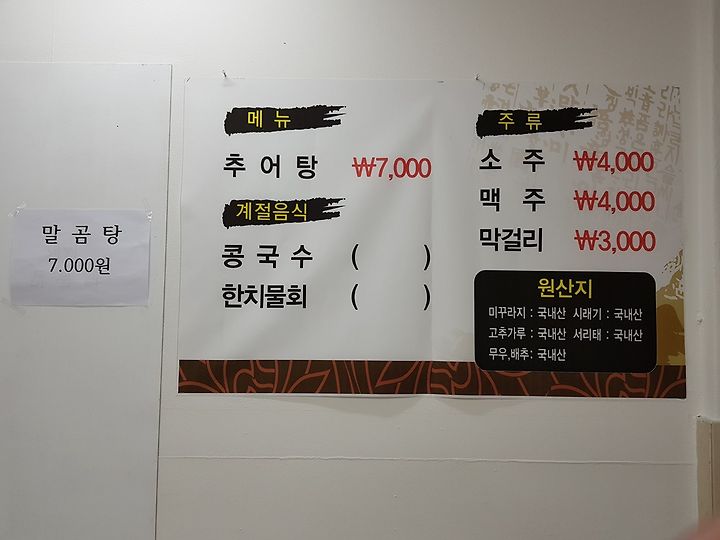 말 곰 탕
7.000원
메 뉴
추 어 탕 ₩7,000
계절음식
콩 국 수 ( )
한치물회 ( )
주 류
소 주 ₩4,000
맥 주 ₩4,000
막걸리 ₩3,000
원산지
미꾸라지 : 국내산 시래기 : 국내산
고추가루 : 국내산 서리태 : 국내산
무우,배추: 국내산